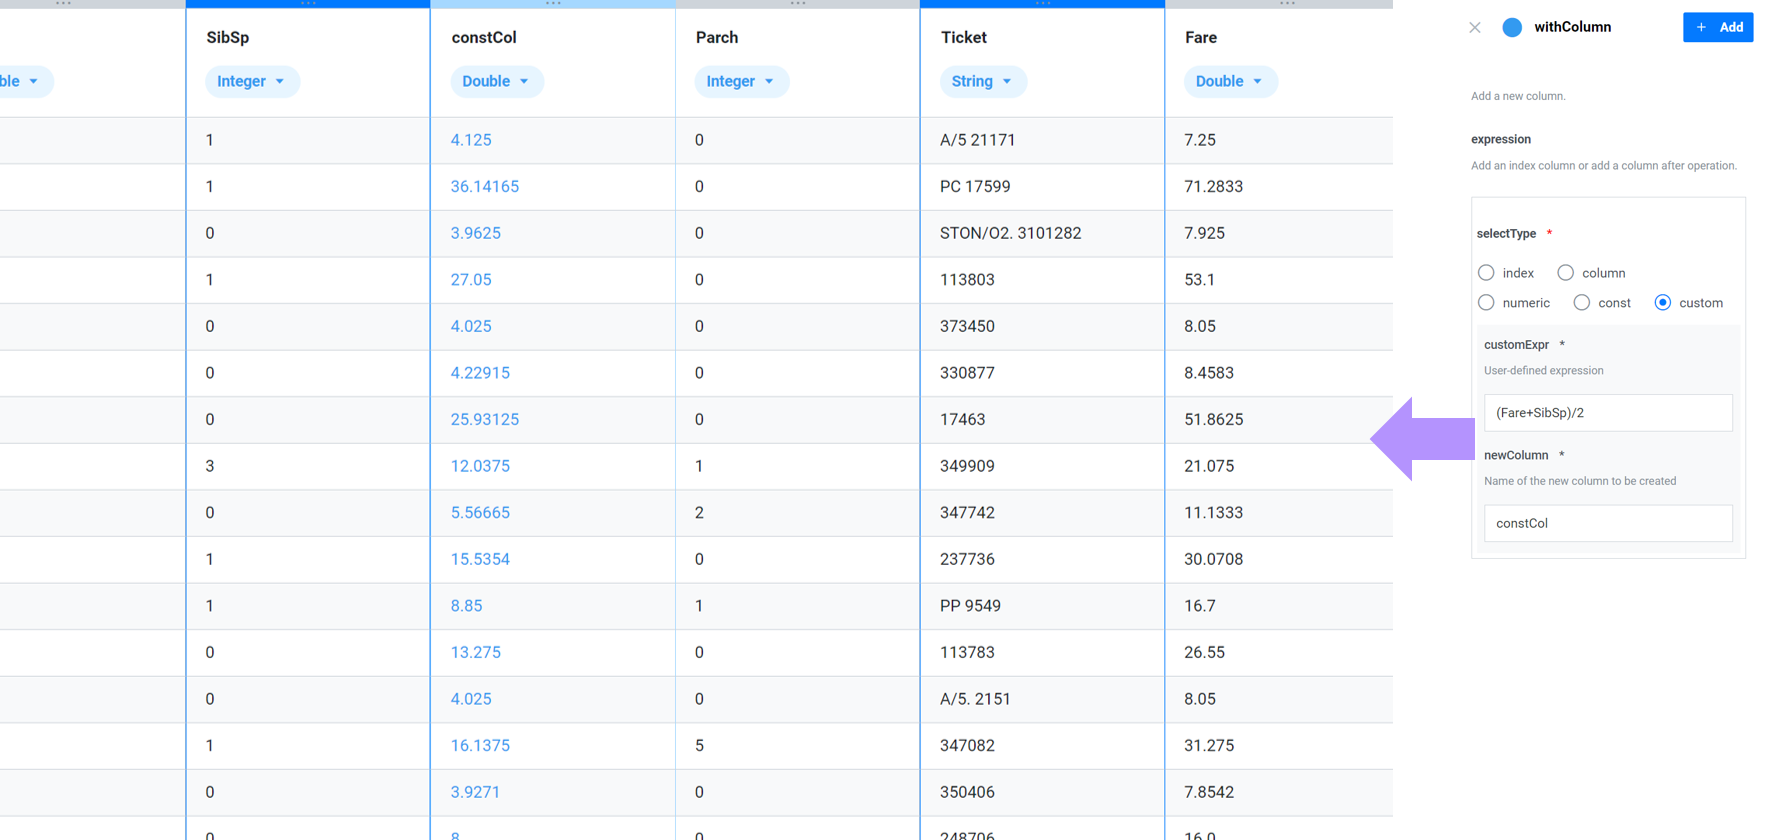 SibSp constCol Parch Ticket Fare
ble Integer Double Integer String Double
1 4.125 0 A/5 21171 7.25
1 36.14165 0 PC 17599 71.2833
0 3.9625 0 STON/O2. 3101282 7.925
1 27.05 0 113803 53.1
0 4.025 0 373450 8.05
0 4.22915 0 330877 8.4583
0 25.93125 0 17463 51.8625
3 12.0375 1 349909 21.075
0 5.56665 2 347742 11.1333
1 15.5354 0 237736 30.0708
1 8.85 1 PP 9549 16.7
0 13.275 0 113783 26.55
0 4.025 0 A/5. 2151 8.05
1 16.1375 5 347082 31.275
0 3.9271 0 350406 7.8542
0 8 0 248706 16.0
withColumn
+ Add
Add a new column.
expression
Add an index column or add a column after operation.
selectType *
index column
numeric const custom
customExpr *
User-defined expression
(Fare+SibSp)/2
newColumn *
Name of the new column to be created
constCol